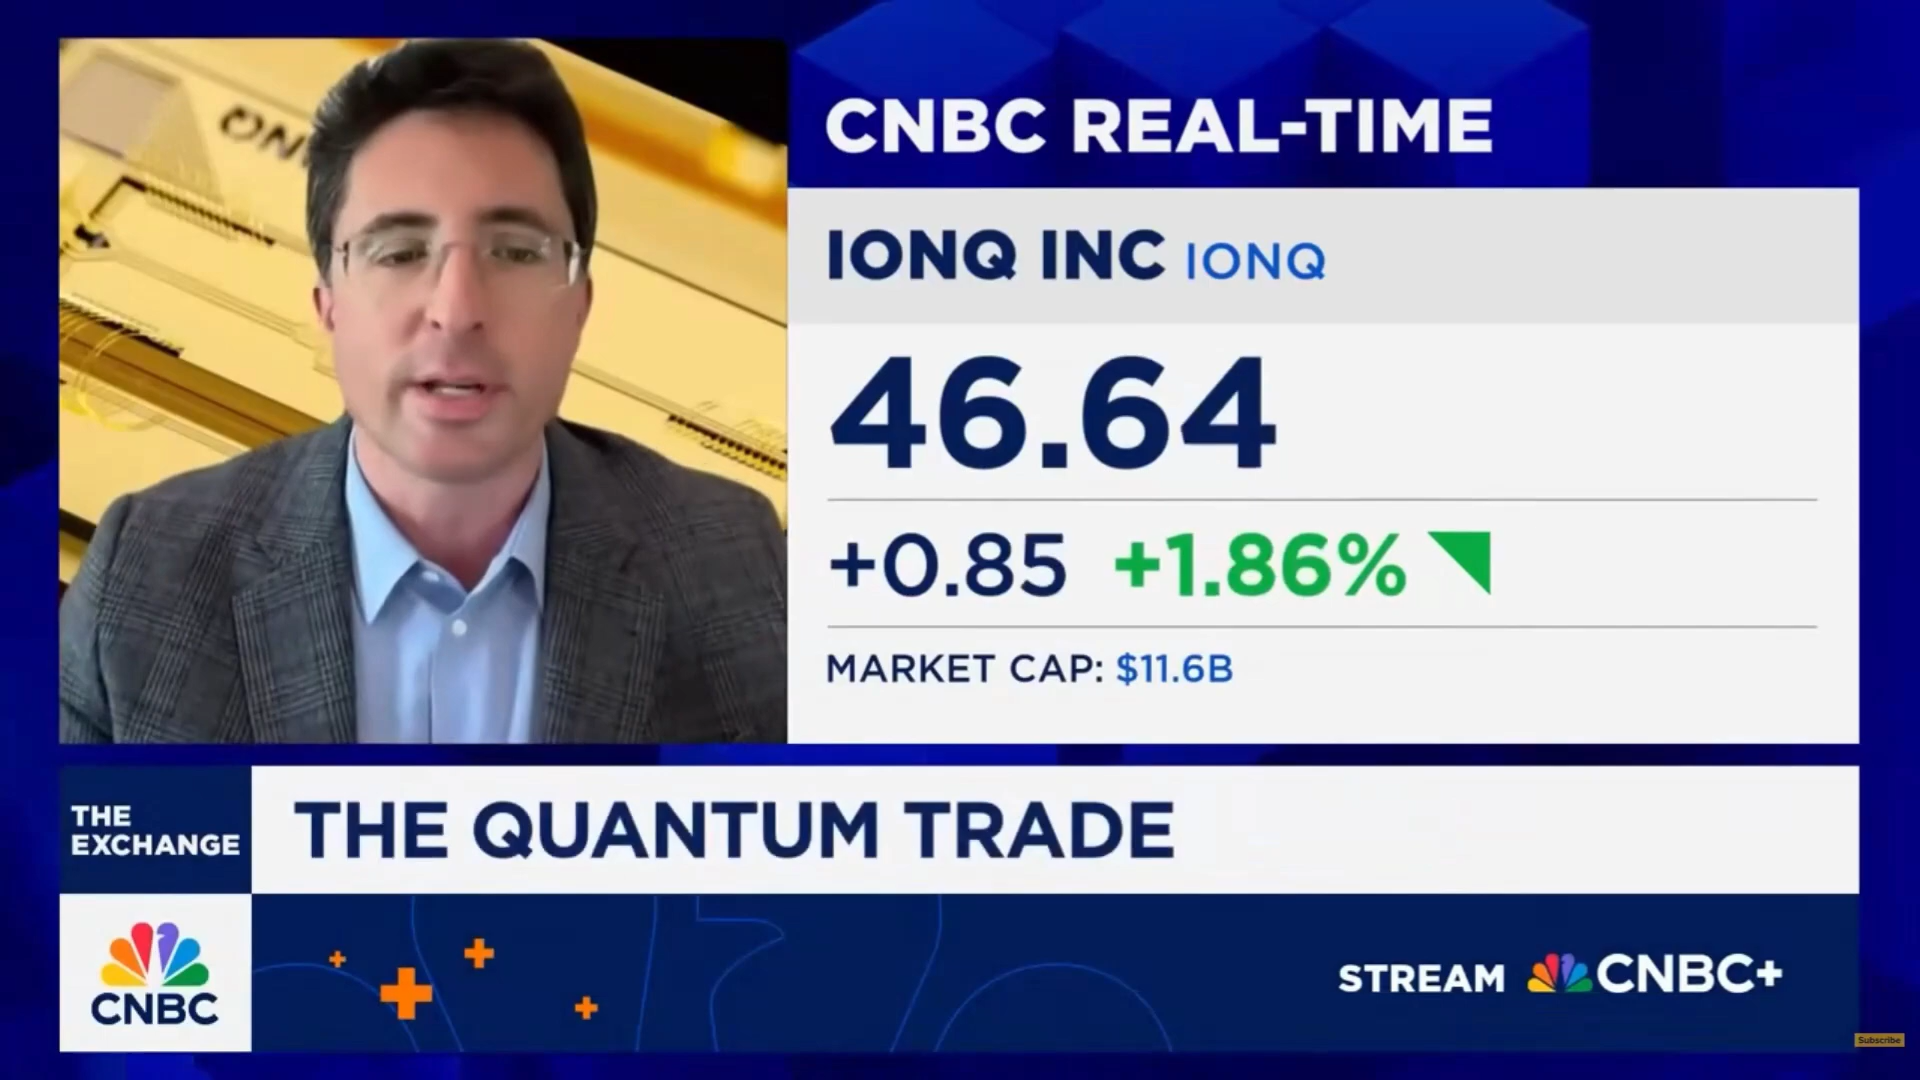 CNBC REAL-TIME
IONQ INC IONQ
46.64
+0.85 +1.86%
MARKET CAP: $11.6B
THE
EXCHANGE
THE QUANTUM TRADE
CNBC
STREAM CNBC+
Subscribe